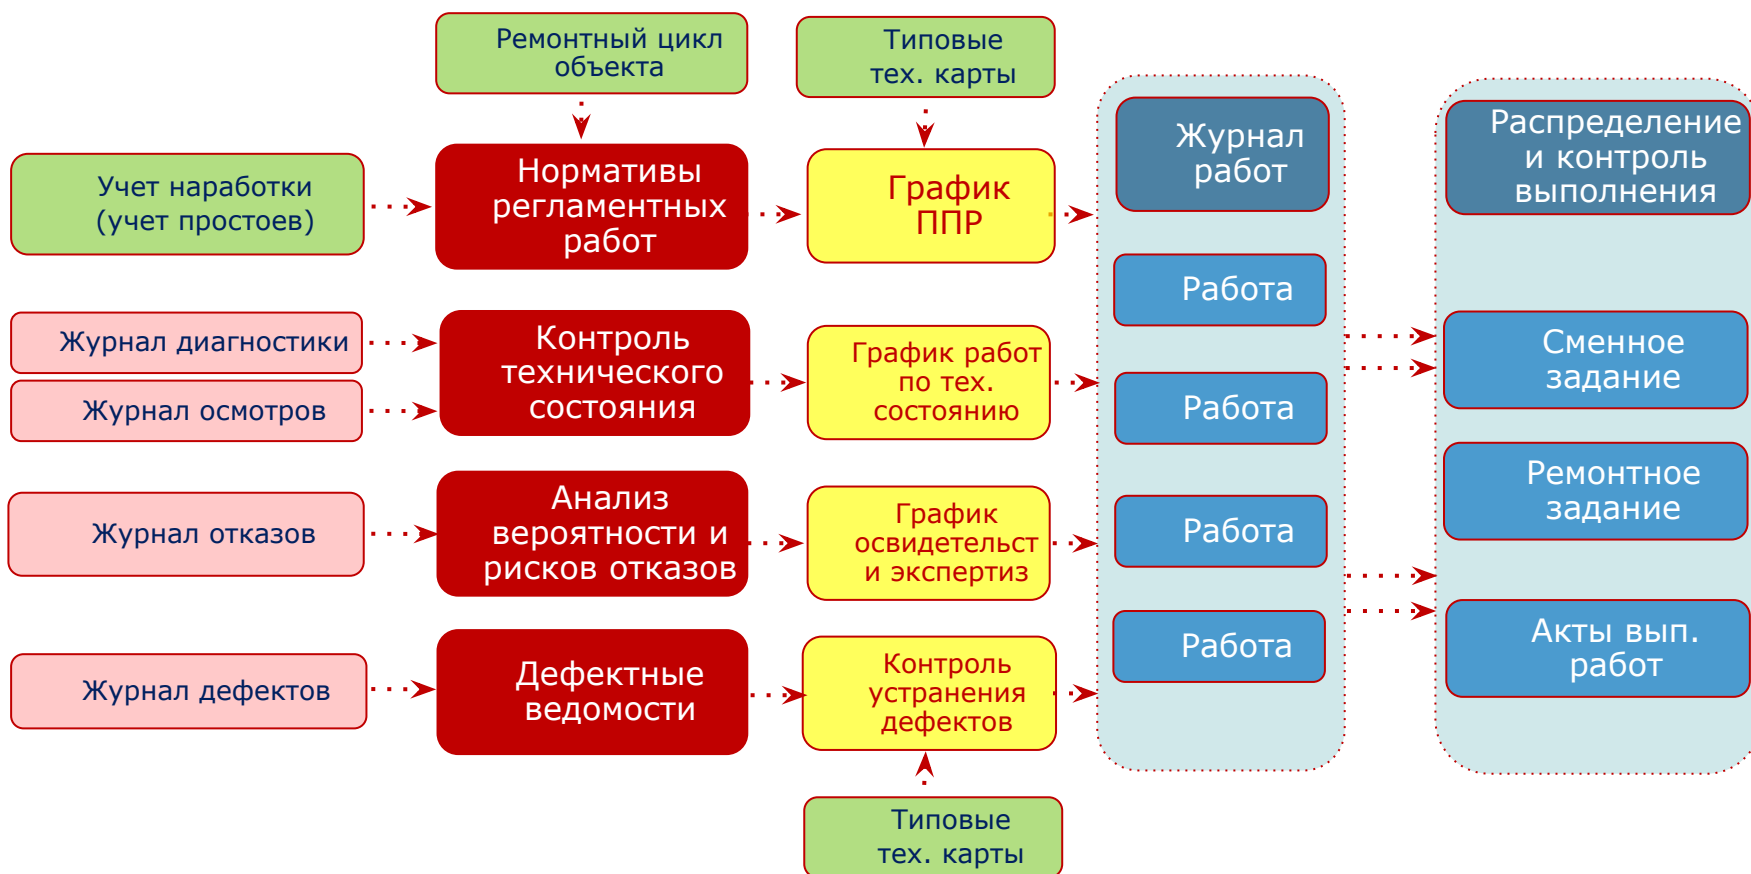 Ремонтный цикл
объекта
Типовые
тех. карты
Учет наработки
(учет простоев)
Нормативы
регламентных
работ
График
ППР
Журнал
работ
Распределение
и контроль
выполнения
Работа
Журнал диагностики
Журнал осмотров
Контроль
технического
состояния
График работ
по тех.
состоянию
Работа
Сменное
задание
Журнал отказов
Анализ
вероятности и
рисков отказов
График
освидетельст
и экспертиз
Работа
Ремонтное
задание
Журнал дефектов
Дефектные
ведомости
Контроль
устранения
дефектов
Работа
Акты вып.
работ
Типовые
тех. карты